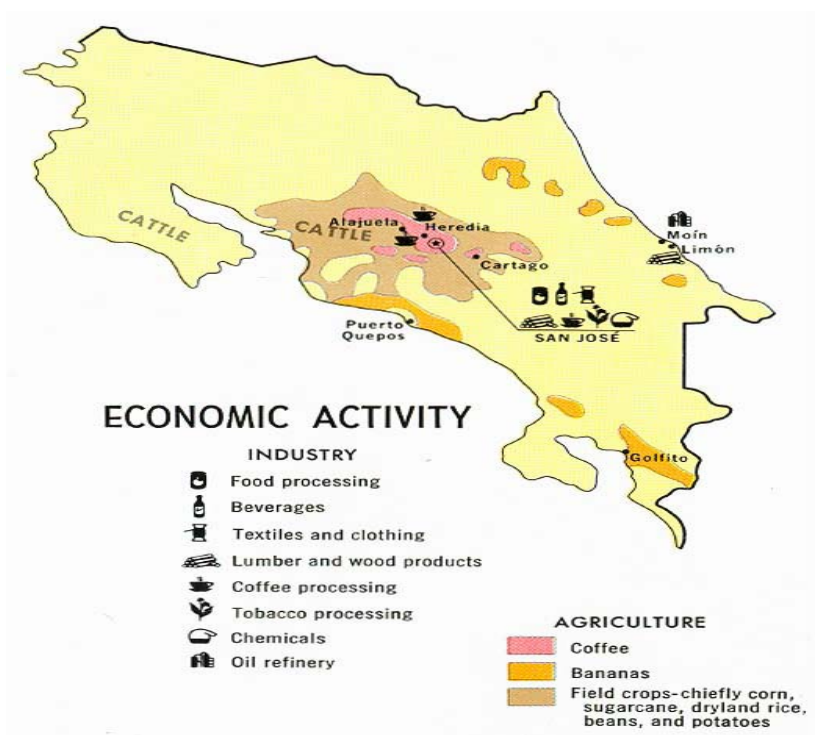 CATTLE
CATTLE
Alajuela
Heredia
Cartago
Moín
Limón
Puerto
Quepos
SAN JOSÉ
Golfito
ECONOMIC ACTIVITY
INDUSTRY
Food processing
Beverages
Textiles and clothing
Lumber and wood products
Coffee processing
Tobacco processing
Chemicals
Oil refinery
AGRICULTURE
Coffee
Bananas
Field crops-chiefly corn,
sugarcane, dryland rice,
beans, and potatoes